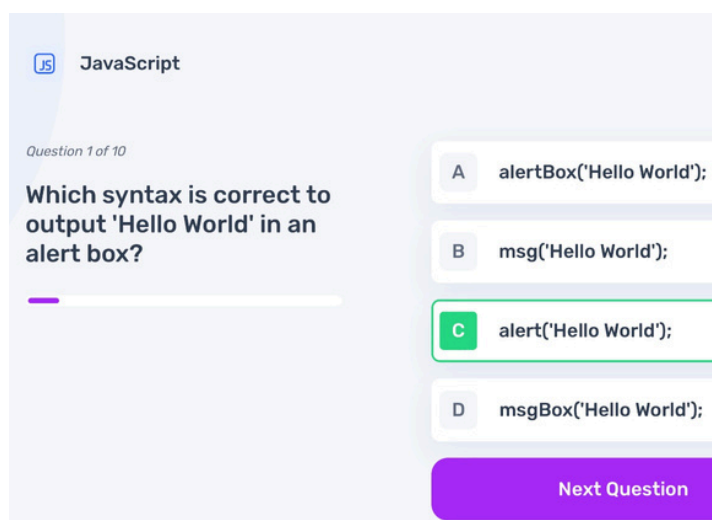 JS JavaScript
Question 1 of 10
Which syntax is correct to
output 'Hello World' in an
alert box?
A alertBox('Hello World');
B msg('Hello World');
C alert('Hello World');
D msgBox('Hello World');
Next Question